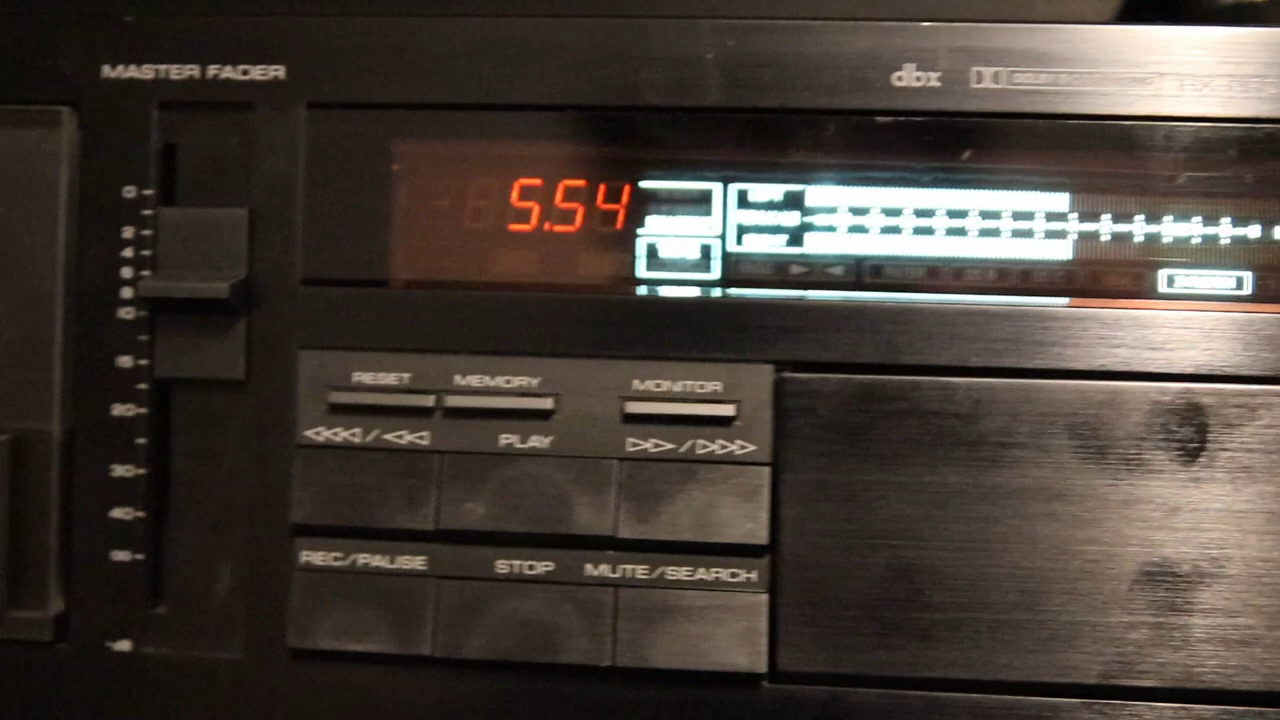 MASTER FADER
dbx
5.54
0
2
4
6
8
10
15
20
30
40
∞
RESET MEMORY MONITOR
PLAY
REC/PAUSE STOP MUTE/SEARCH